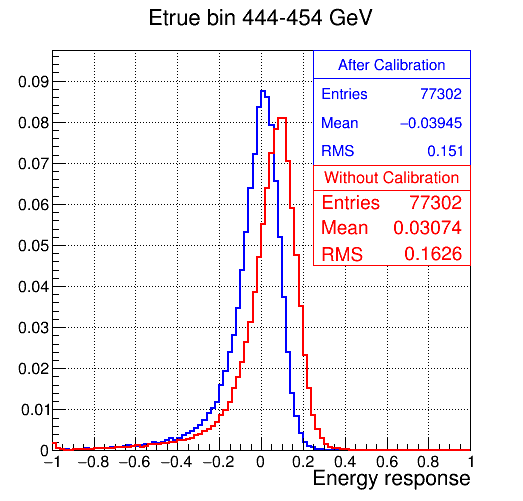 Etrue bin 444-454 GeV
After Calibration
Entries 77302
Mean −0.03945
RMS 0.151
Without Calibration
Entries 77302
Mean 0.03074
RMS 0.1626
0.09
0.08
0.07
0.06
0.05
0.04
0.03
0.02
0.01
0
−1 −0.8 −0.6 −0.4 −0.2 0 0.2 0.4 0.6 0.8 1
Energy response